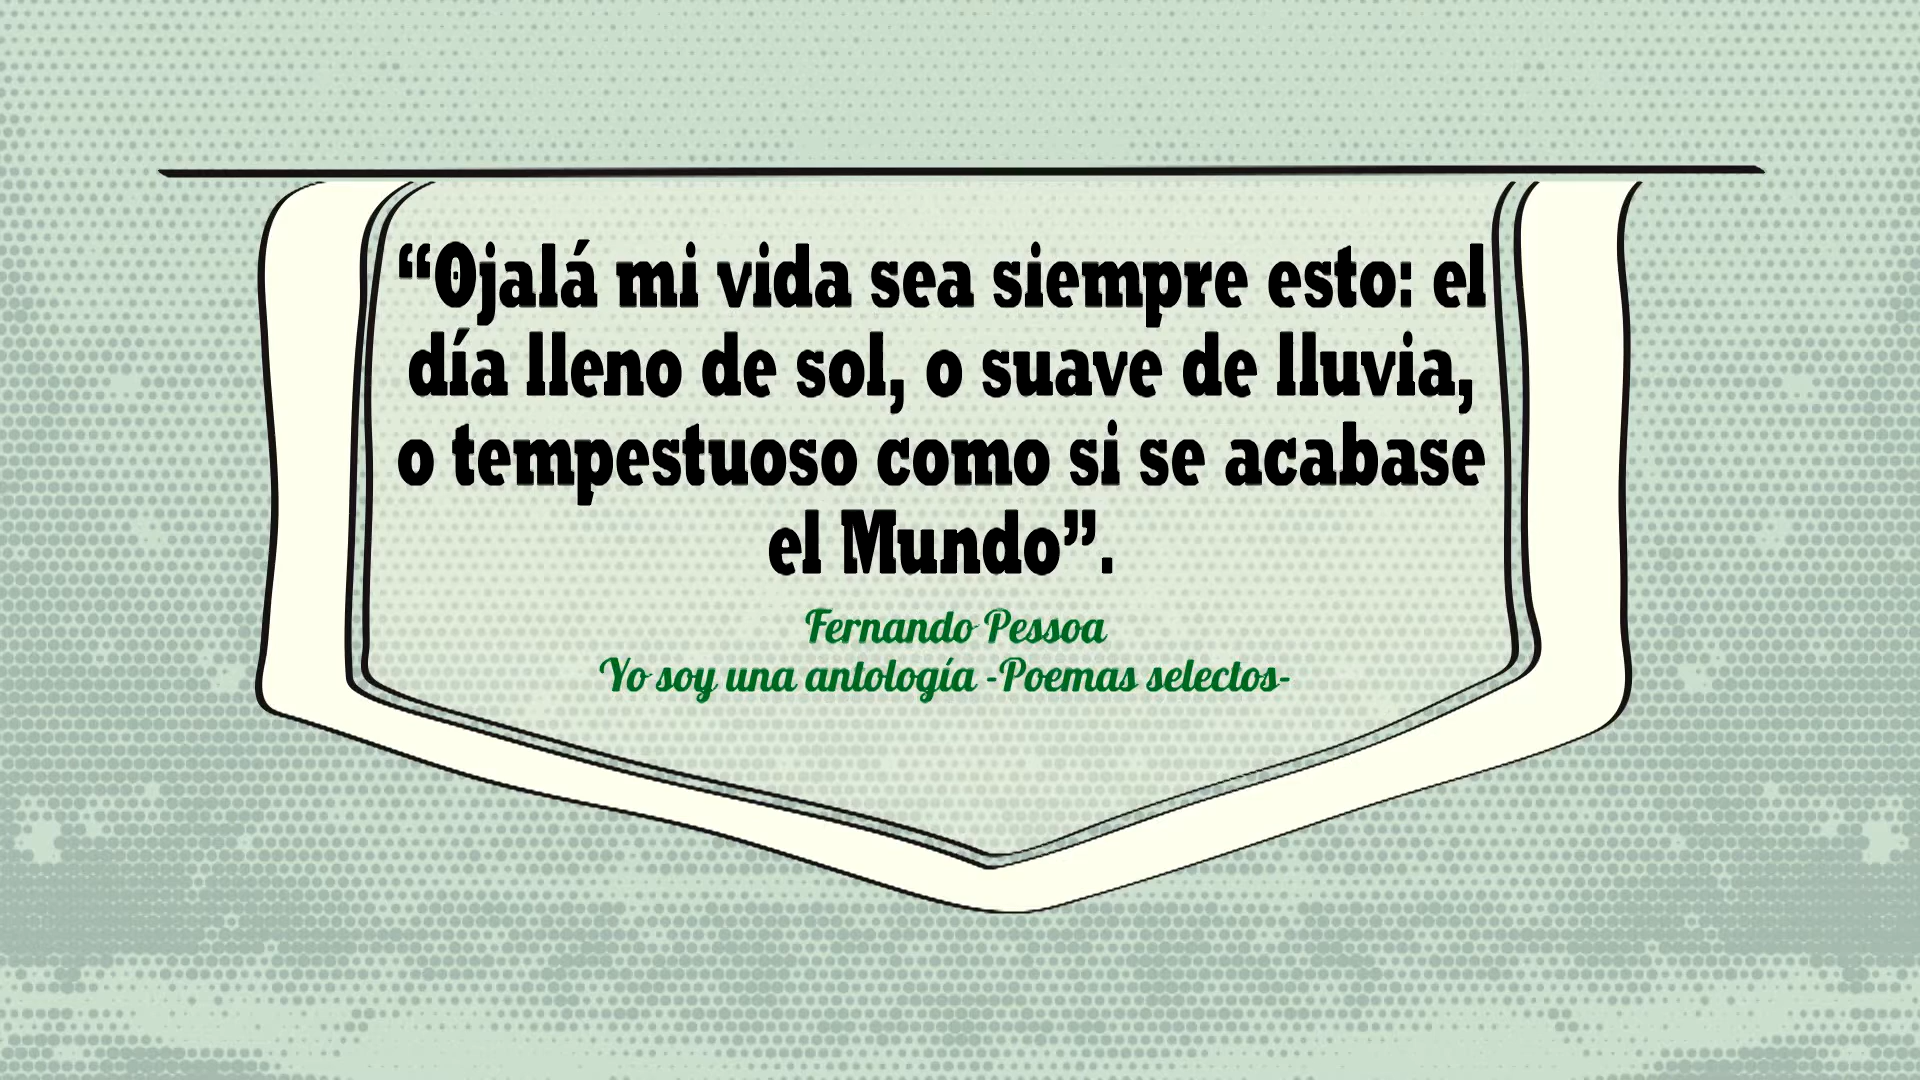 “Ojalá mi vida sea siempre esto: el
día lleno de sol, o suave de lluvia,
o tempestuoso como si se acabase
el Mundo”.
Fernando Pessoa
Yo soy una antología -Poemas selectos-